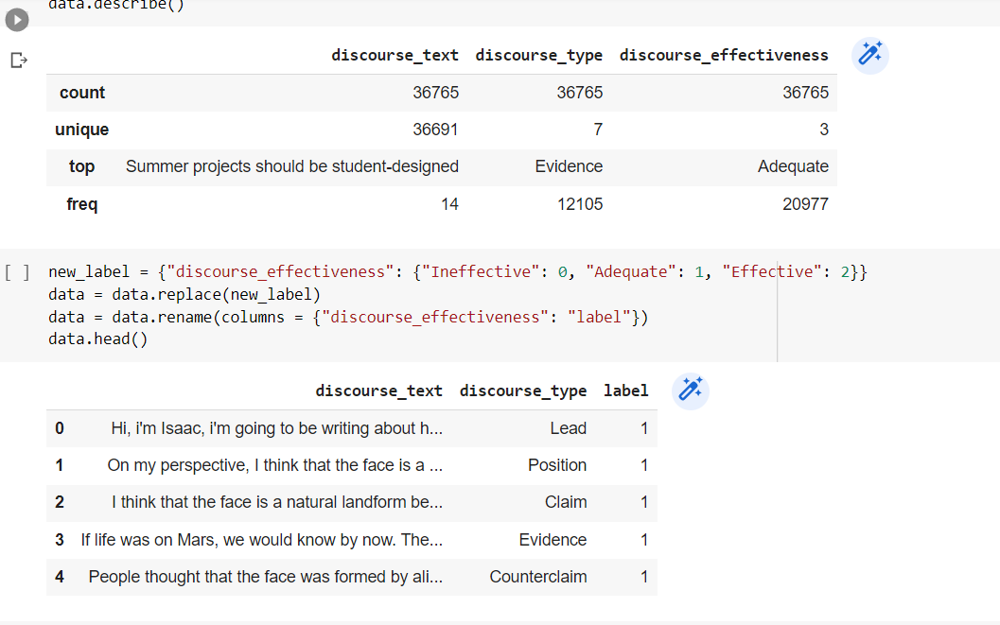 data.describe()
discourse_text discourse_type discourse_effectiveness
count 36765 36765 36765
unique 36691 7 3
top Summer projects should be student-designed Evidence Adequate
freq 14 12105 20977
[ ] new_label = {"discourse_effectiveness": {"Ineffective": 0, "Adequate": 1, "Effective": 2}}
data = data.replace(new_label)
data = data.rename(columns = {"discourse_effectiveness": "label"})
data.head()
discourse_text discourse_type label
0 Hi, i'm Isaac, i'm going to be writing about h... Lead 1
1 On my perspective, I think that the face is a ... Position 1
2 I think that the face is a natural landform be... Claim 1
3 If life was on Mars, we would know by now. The... Evidence 1
4 People thought that the face was formed by ali... Counterclaim 1